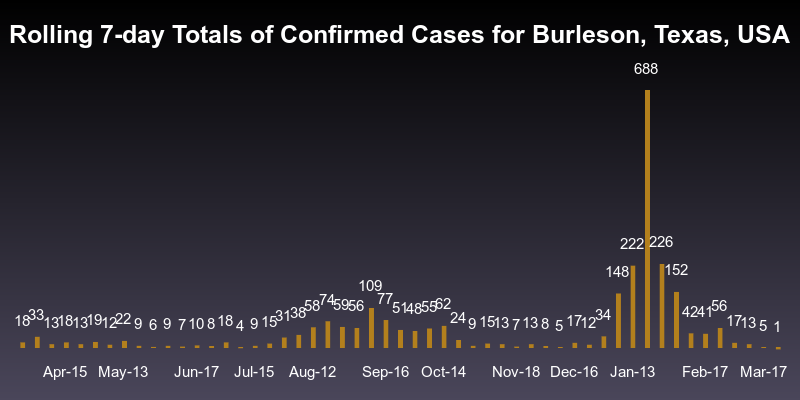 Rolling 7-day Totals of Confirmed Cases for Burleson, Texas, USA
688
222 226
148 152
109
18 33 13 18 13 19 12 22 9 6 9 7 10 8 18 4 9 15 31 38 58 74 59 56 77 51 48 55 62 24 9 15 13 7 13 8 5 17 12 34 42 41 56 17 13 5 1
Apr-15 May-13 Jun-17 Jul-15 Aug-12 Sep-16 Oct-14 Nov-18 Dec-16 Jan-13 Feb-17 Mar-17